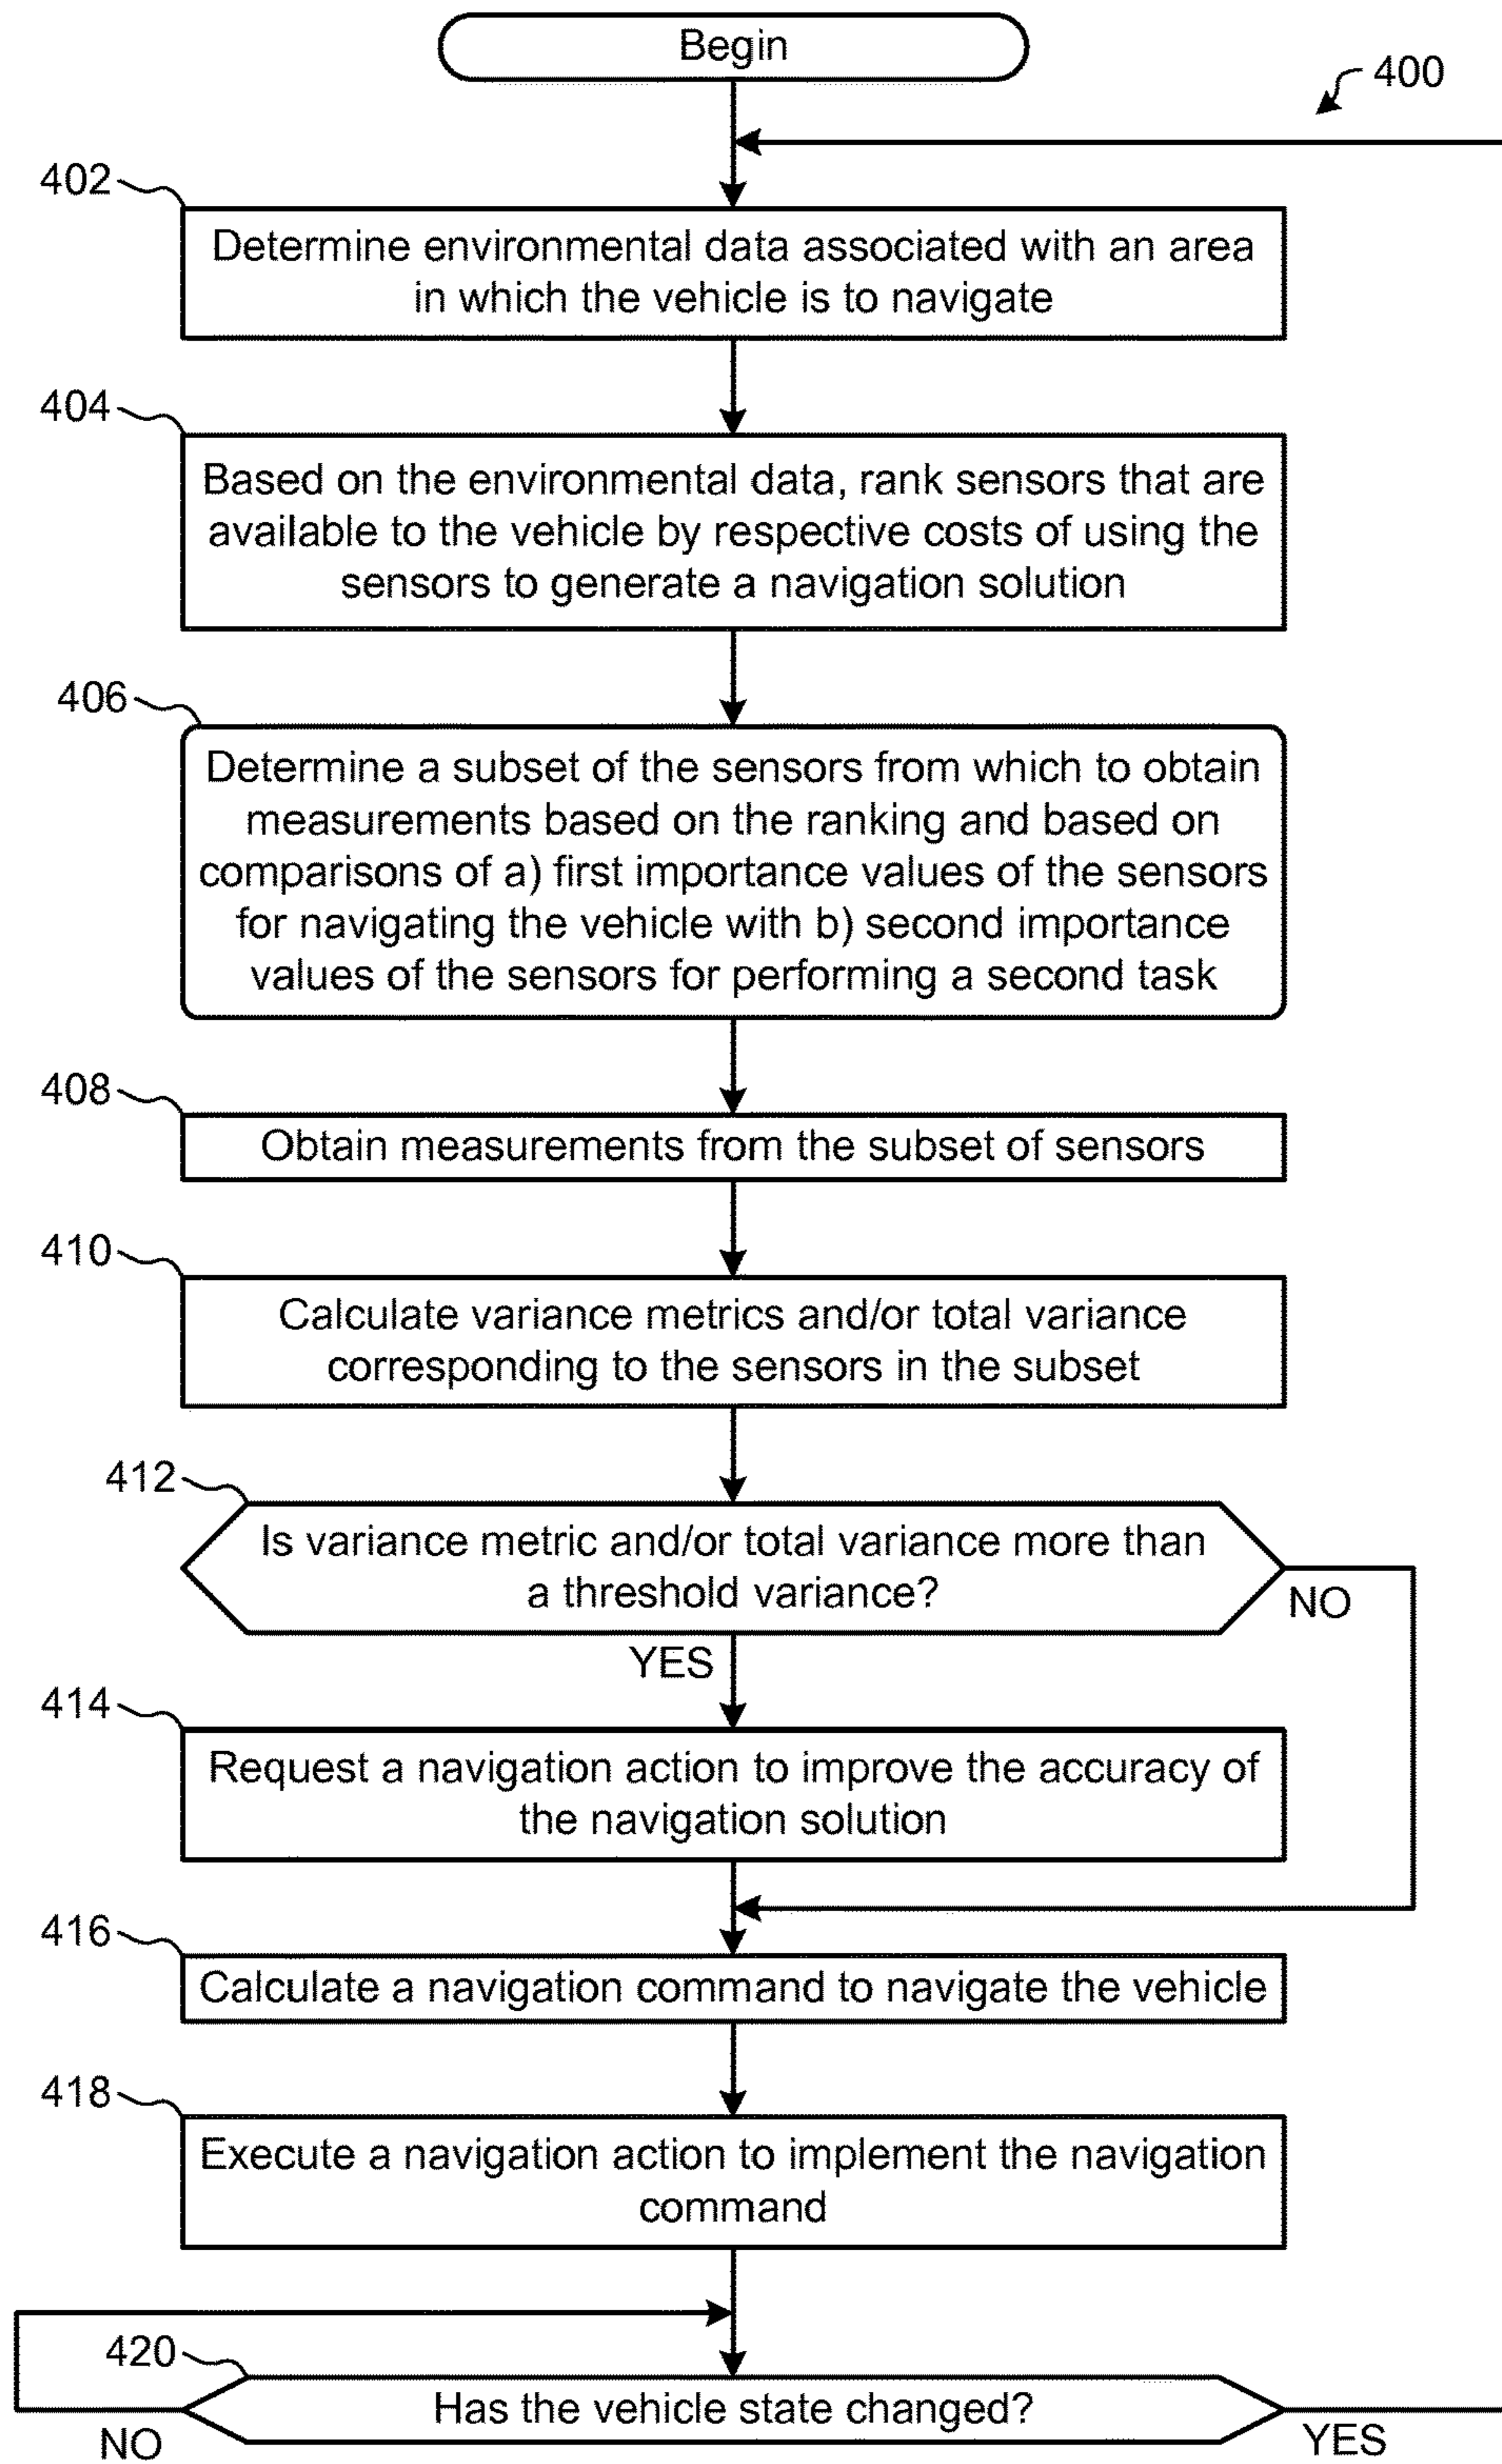 Begin
400
402
Determine environmental data associated with an area
in which the vehicle is to navigate
404
Based on the environmental data, rank sensors that are
available to the vehicle by respective costs of using the
sensors to generate a navigation solution
406
Determine a subset of the sensors from which to obtain
measurements based on the ranking and based on
comparisons of a) first importance values of the sensors
for navigating the vehicle with b) second importance
values of the sensors for performing a second task
408
Obtain measurements from the subset of sensors
410
Calculate variance metrics and/or total variance
corresponding to the sensors in the subset
412
Is variance metric and/or total variance more than
a threshold variance?
NO
YES
414
Request a navigation action to improve the accuracy of
the navigation solution
416
Calculate a navigation command to navigate the vehicle
418
Execute a navigation action to implement the navigation
command
420
Has the vehicle state changed?
NO
YES